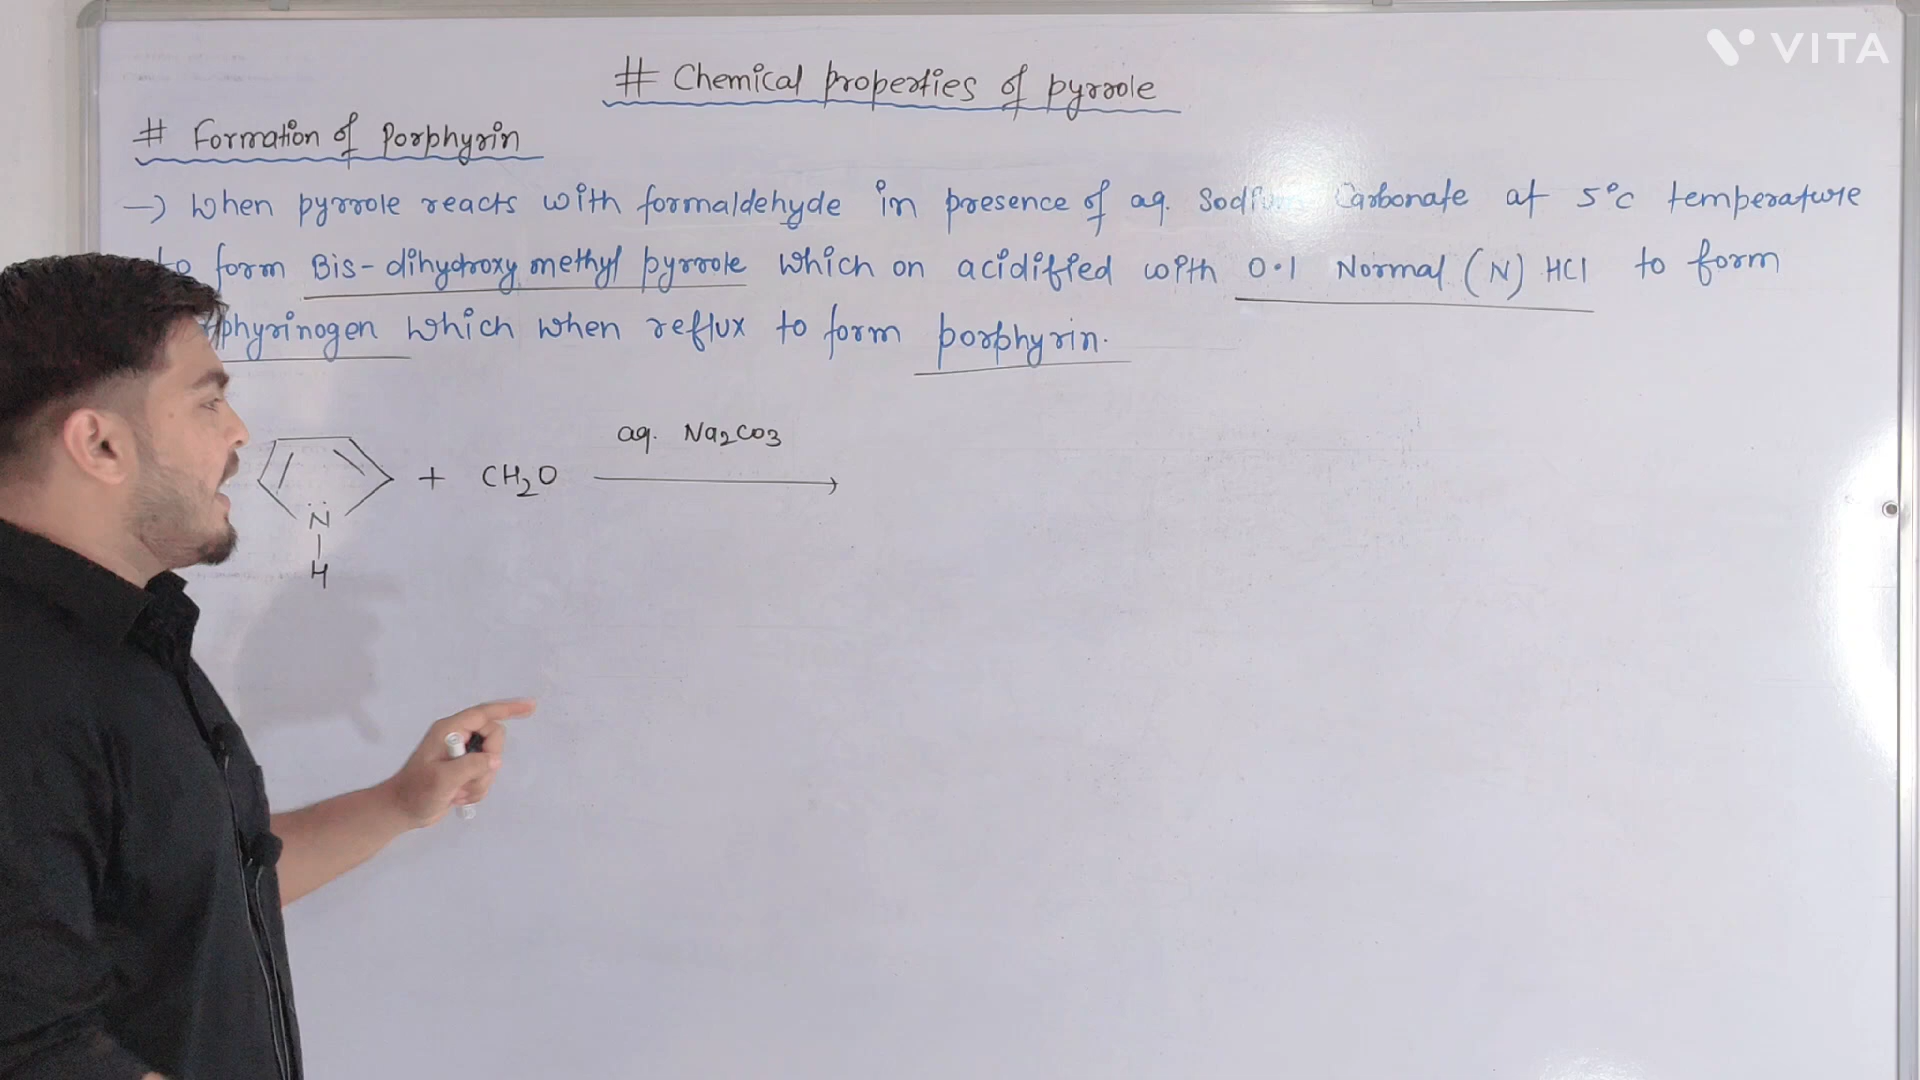 VITA
# Chemical properties of pyrrole
# Formation of Porphyrin
→ When pyrrole reacts with formaldehyde in presence of aq. Sodium Carbonate at 5°C temperature
to form Bis-dihydroxy methyl pyrrole which on acidified with 0.1 Normal (N) HCl to form
phyrinogen which when reflux to form porphyrin.
aq. Na2CO3
+ CH2O
N
H